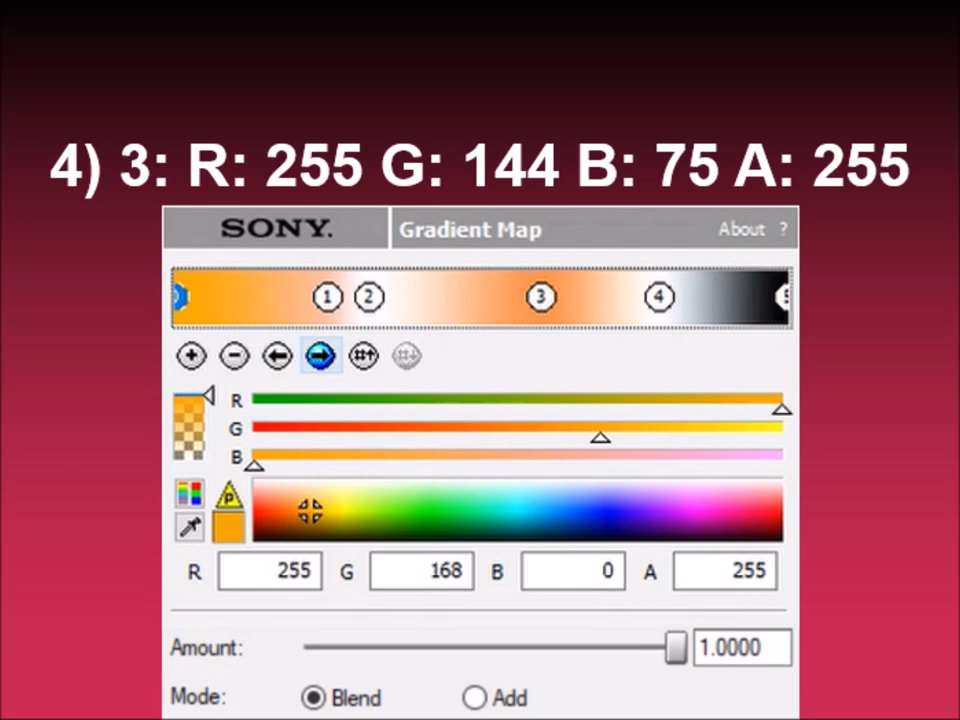 4) 3: R: 255 G: 144 B: 75 A: 255
SONY. Gradient Map About ?
1 2 3 4
R
G
B
P
R 255 G 168 B 0 A 255
Amount: 1.0000
Mode: Blend Add